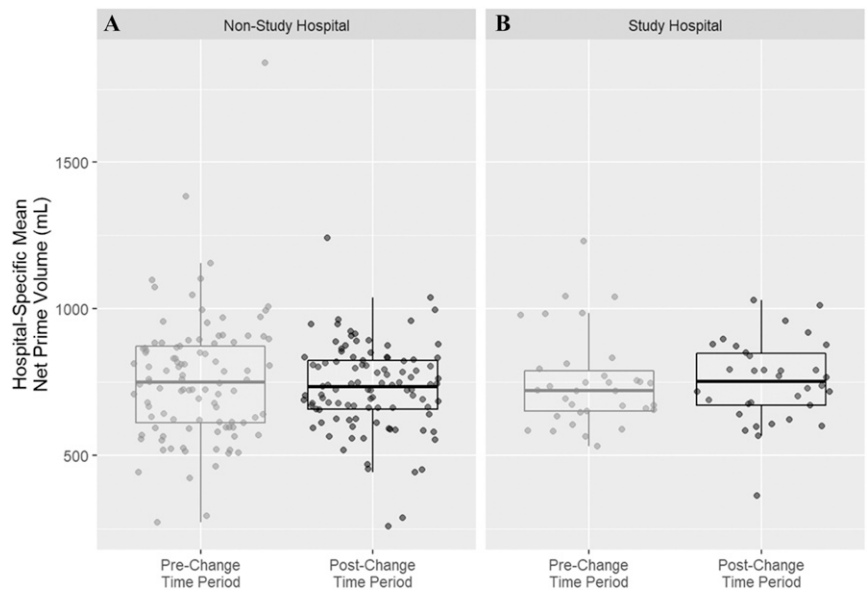 A
Non-Study Hospital
B
Study Hospital
Hospital-Specific Mean
Net Prime Volume (mL)
1500
1000
500
Pre-Change
Time Period
Post-Change
Time Period
Pre-Change
Time Period
Post-Change
Time Period